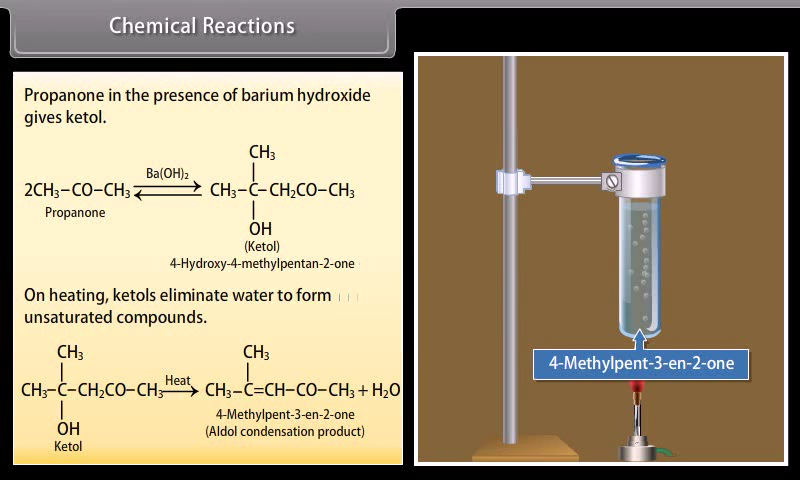 Chemical Reactions
Propanone in the presence of barium hydroxide
gives ketol.
CH₃
Ba(OH)₂
2CH₃–CO–CH₃ ⇌ CH₃–C–CH₂CO–CH₃
Propanone
OH
(Ketol)
4-Hydroxy-4-methylpentan-2-one
On heating, ketols eliminate water to form
unsaturated compounds.
CH₃ CH₃
Heat
CH₃–C–CH₂CO–CH₃ → CH₃–C=CH–CO–CH₃ + H₂O
OH
Ketol
4-Methylpent-3-en-2-one
(Aldol condensation product)
4-Methylpent-3-en-2-one